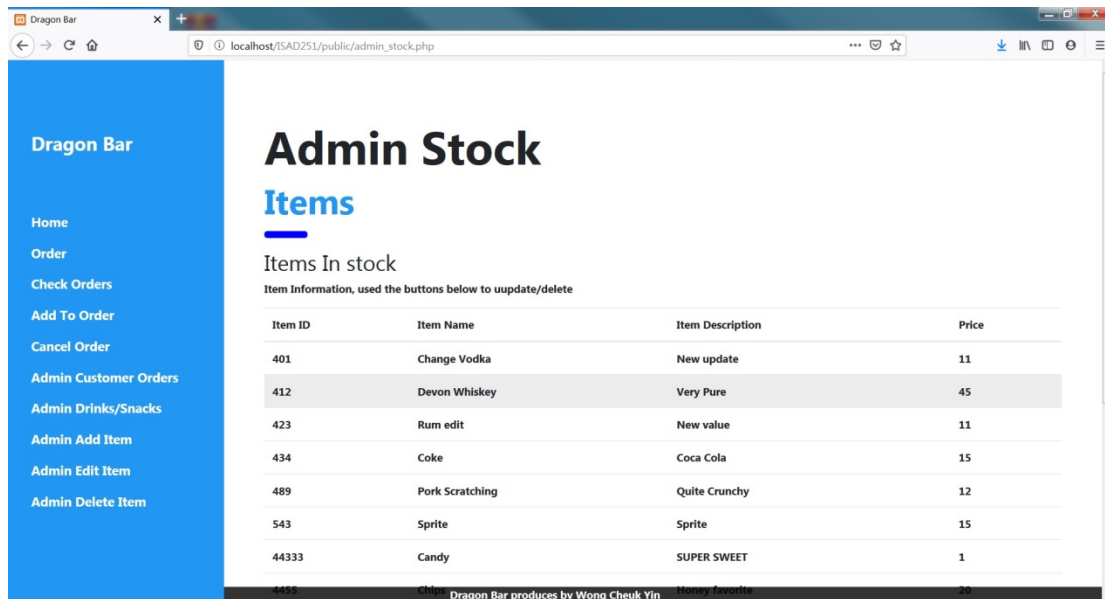 Dragon Bar
localhost/ISAD251/public/admin_stock.php
Dragon Bar
Home
Order
Check Orders
Add To Order
Cancel Order
Admin Customer Orders
Admin Drinks/Snacks
Admin Add Item
Admin Edit Item
Admin Delete Item
Admin Stock
Items
Items In stock
Item Information, used the buttons below to uupdate/delete
Item ID Item Name Item Description Price
401 Change Vodka New update 11
412 Devon Whiskey Very Pure 45
423 Rum edit New value 11
434 Coke Coca Cola 15
489 Pork Scratching Quite Crunchy 12
543 Sprite Sprite 15
44333 Candy SUPER SWEET 1
4455 Chips Honey favorite 20
Dragon Bar produces by Wong Cheuk Yin